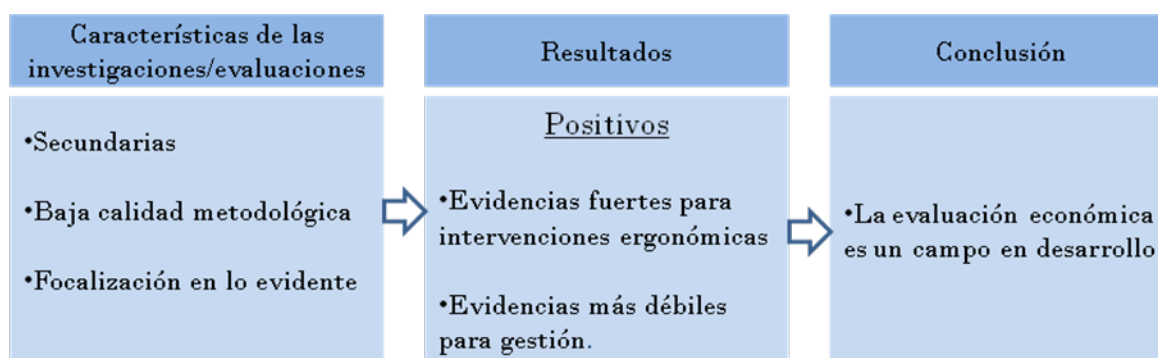 Características de las
investigaciones/evaluaciones
•Secundarias
•Baja calidad metodológica
•Focalización en lo evidente
Resultados
Positivos
•Evidencias fuertes para
intervenciones ergonómicas
•Evidencias más débiles
para gestión.
Conclusión
•La evaluación económica
es un campo en desarrollo